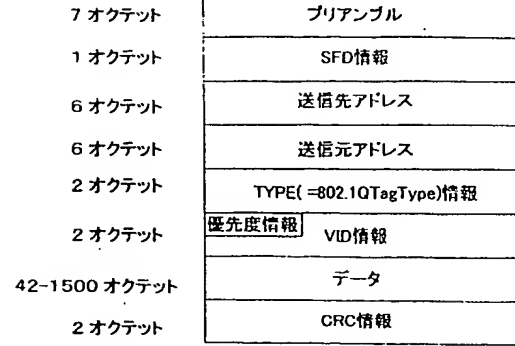 7 オクテット プリアンブル
1 オクテット SFD情報
6 オクテット 送信先アドレス
6 オクテット 送信元アドレス
2 オクテット TYPE( =802.1QTagType)情報
2 オクテット 優先度情報 VID情報
42-1500 オクテット データ
2 オクテット CRC情報